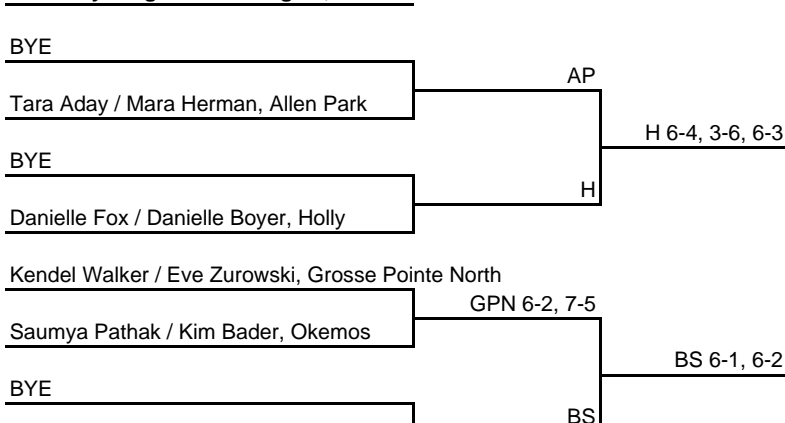 BYE
AP
Tara Aday / Mara Herman, Allen Park
H 6-4, 3-6, 6-3
BYE
H
Danielle Fox / Danielle Boyer, Holly
Kendel Walker / Eve Zurowski, Grosse Pointe North
GPN 6-2, 7-5
Saumya Pathak / Kim Bader, Okemos
BS 6-1, 6-2
BYE
BS